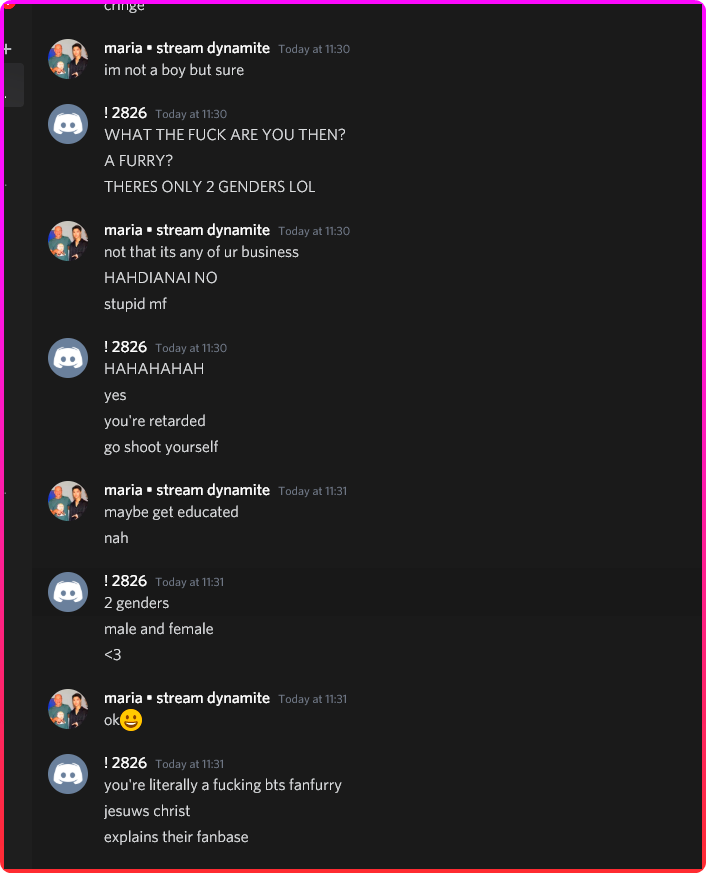 cringe
maria ▪ stream dynamite Today at 11:30
im not a boy but sure
! 2826 Today at 11:30
WHAT THE FUCK ARE YOU THEN?
A FURRY?
THERES ONLY 2 GENDERS LOL
maria ▪ stream dynamite Today at 11:30
not that its any of ur business
HAHDIANAI NO
stupid mf
! 2826 Today at 11:30
HAHAHAHAH
yes
you're retarded
go shoot yourself
maria ▪ stream dynamite Today at 11:31
maybe get educated
nah
! 2826 Today at 11:31
2 genders
male and female
<3
maria ▪ stream dynamite Today at 11:31
ok😀
! 2826 Today at 11:31
you're literally a fucking bts fanfurry
jesuws christ
explains their fanbase